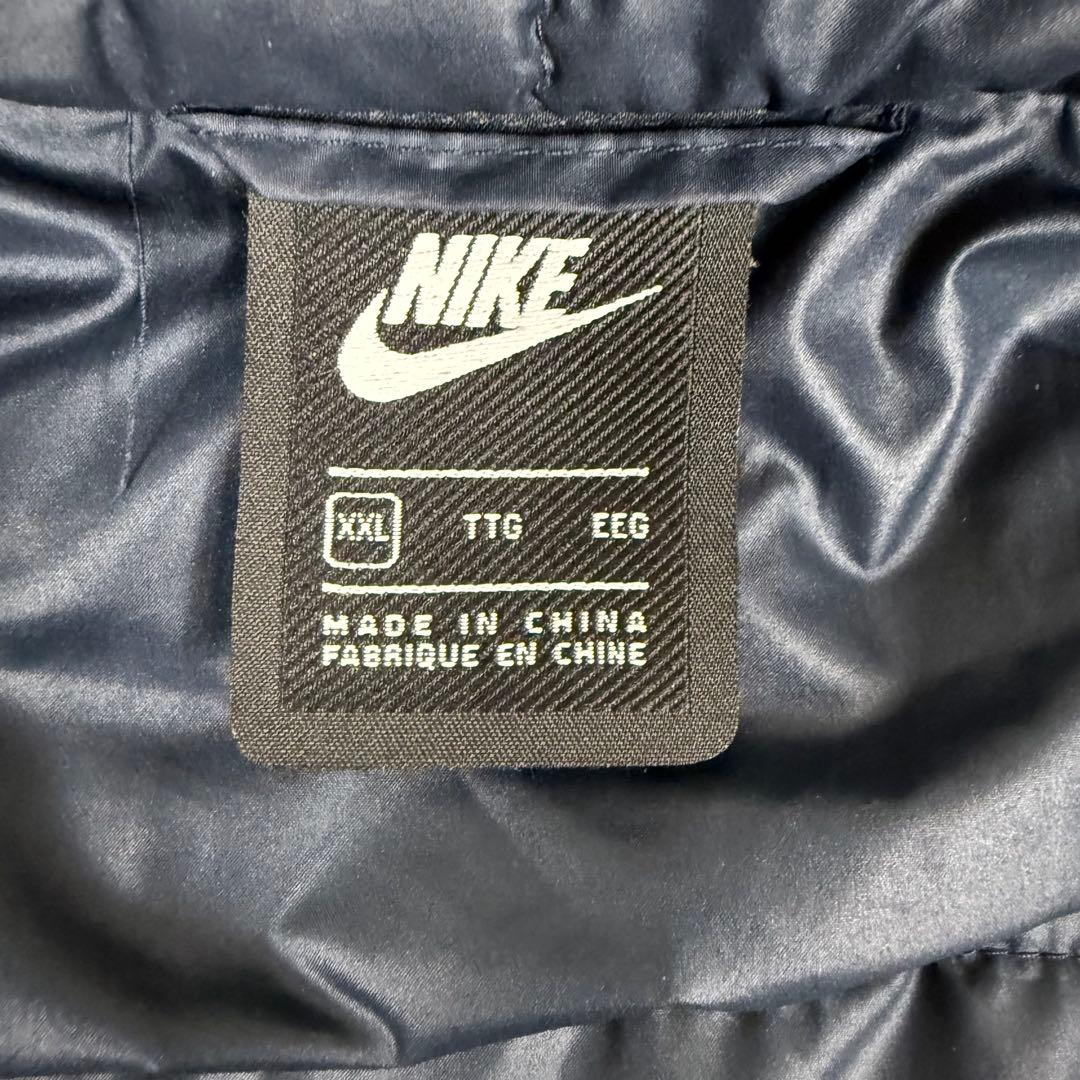 NIKE
XXL TTG EEG
MADE IN CHINA
FABRIQUE EN CHINE